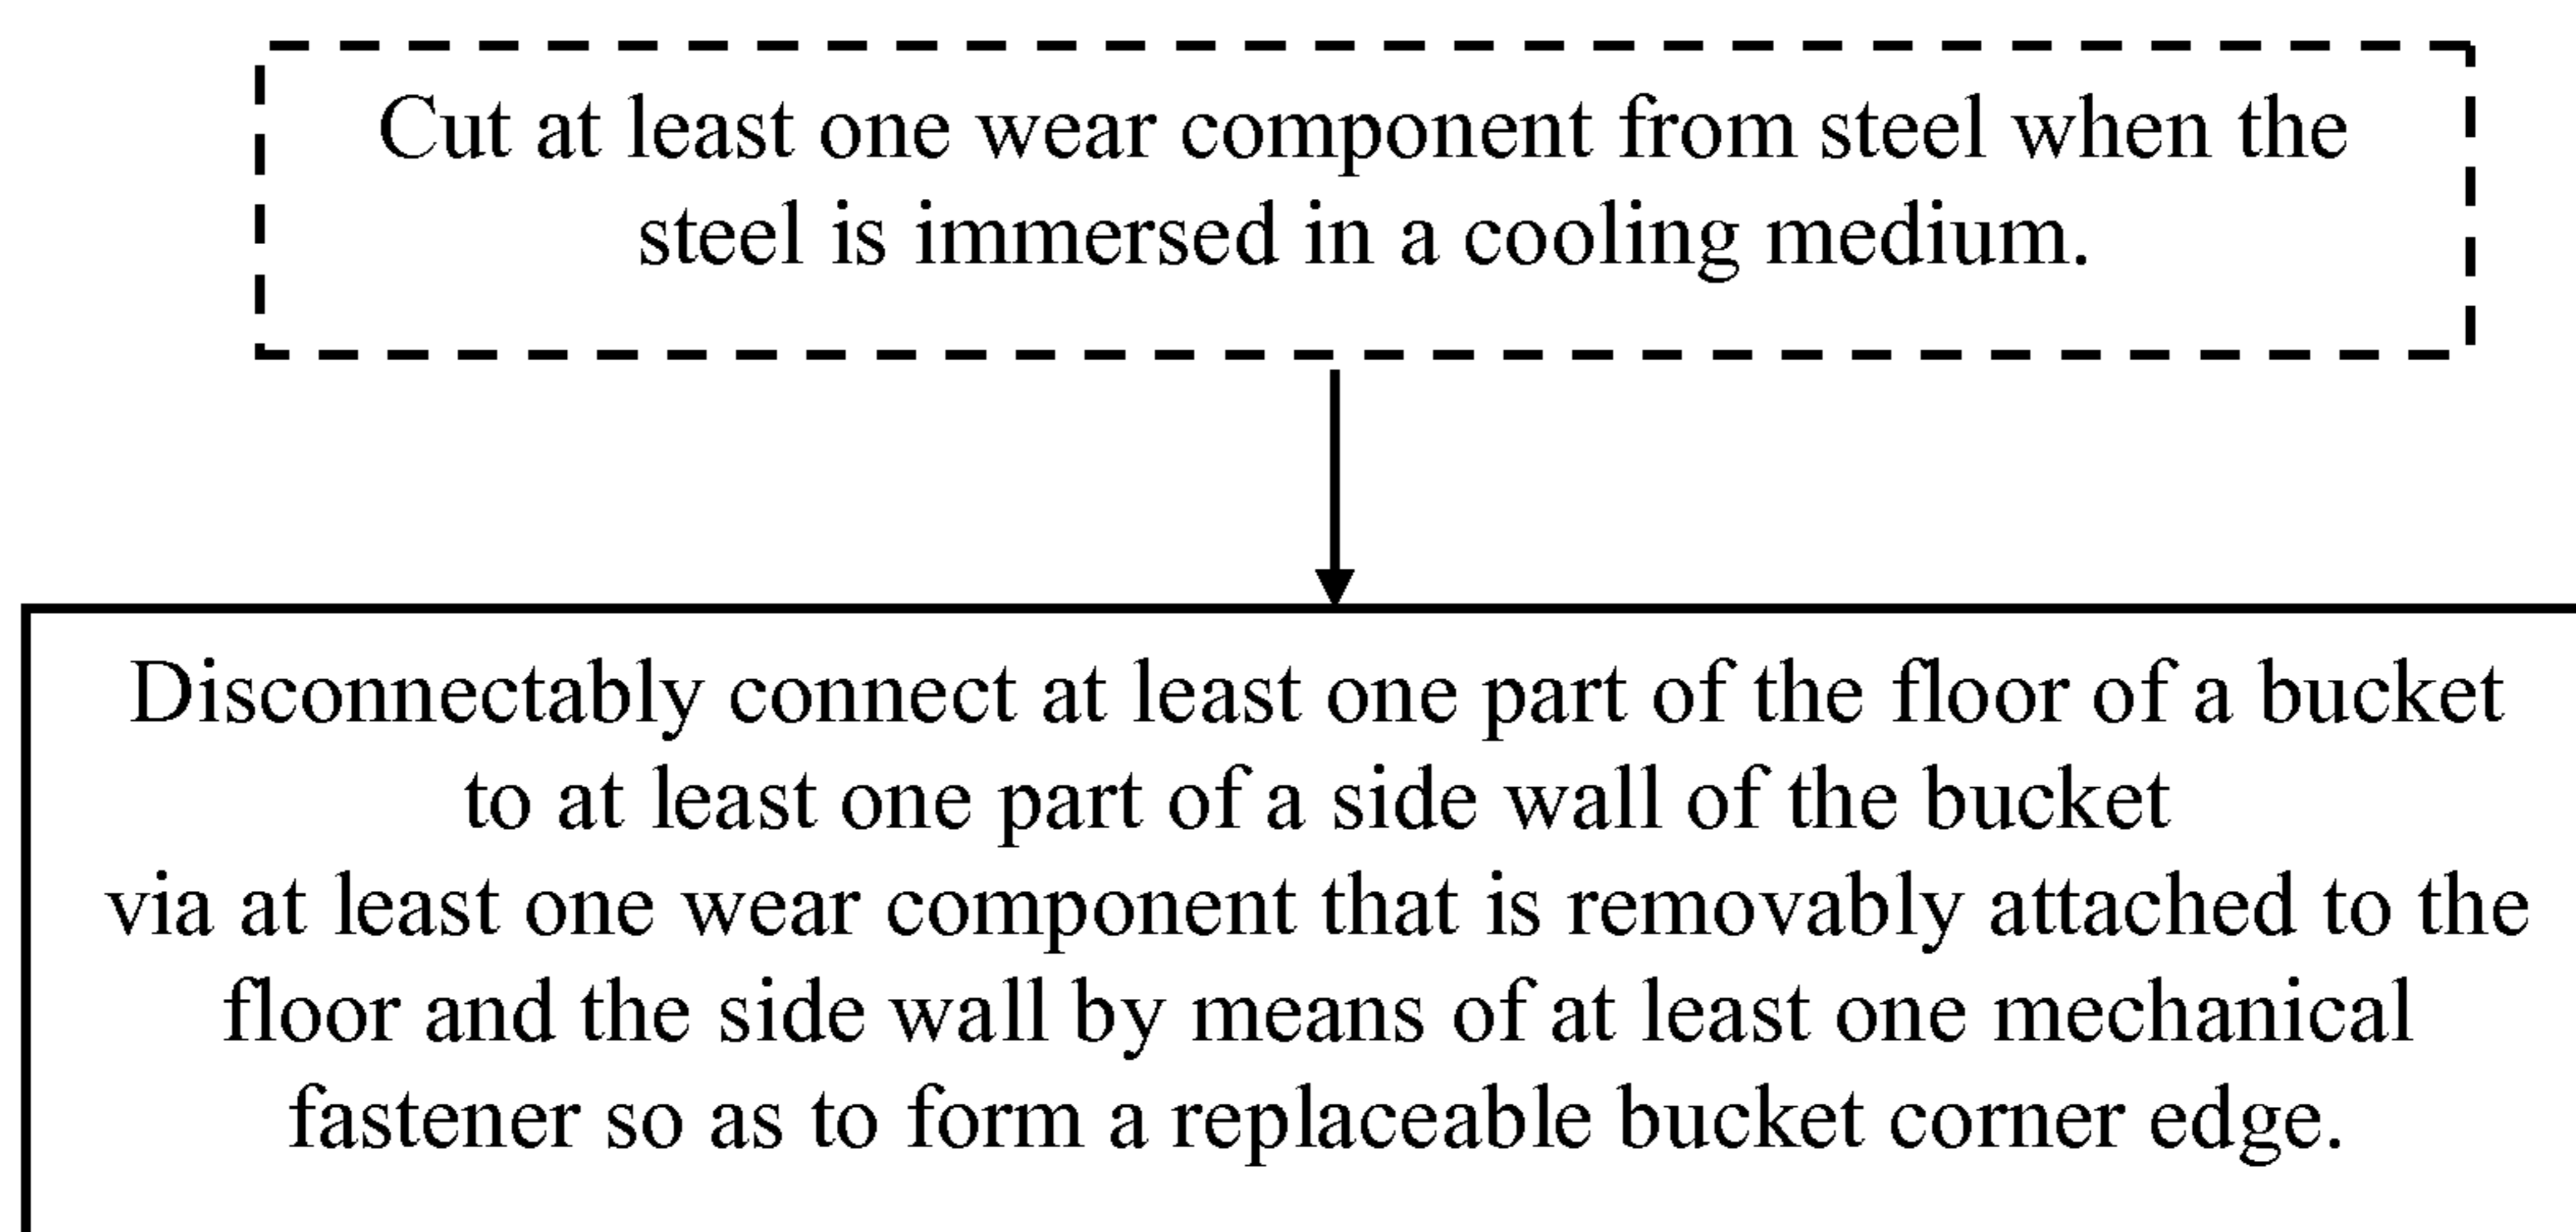 Cut at least one wear component from steel when the
steel is immersed in a cooling medium.
Disconnectably connect at least one part of the floor of a bucket
to at least one part of a side wall of the bucket
via at least one wear component that is removably attached to the
floor and the side wall by means of at least one mechanical
fastener so as to form a replaceable bucket corner edge.